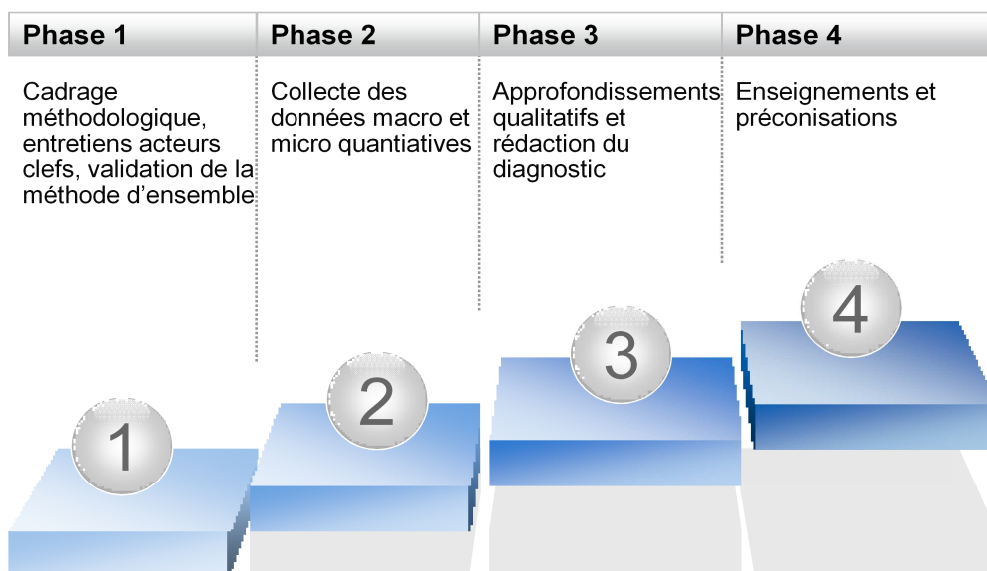 Phase 1
Cadrage
méthodologique,
entretiens acteurs
clefs, validation de la
méthode d'ensemble
Phase 2
Collecte des
données macro et
micro quantiatives
Phase 3
Approfondissements
qualitatifs et
rédaction du
diagnostic
Phase 4
Enseignements et
préconisations
1
2
3
4